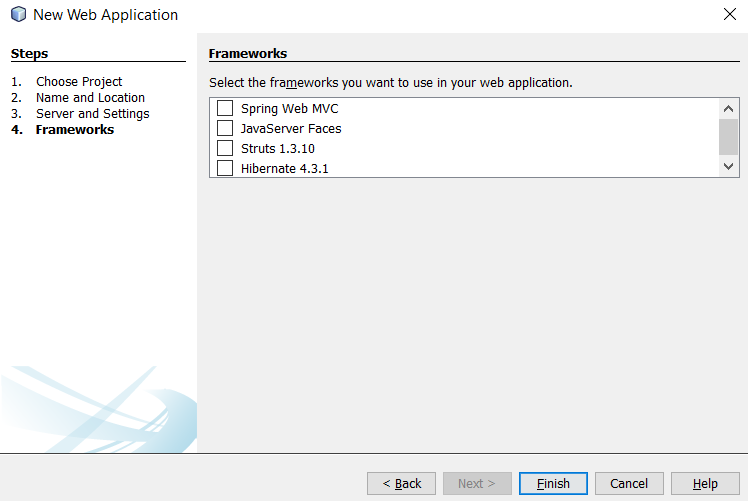 New Web Application
Steps
1. Choose Project
2. Name and Location
3. Server and Settings
4. Frameworks
Frameworks
Select the frameworks you want to use in your web application.
Spring Web MVC
JavaServer Faces
Struts 1.3.10
Hibernate 4.3.1
< Back
Next >
Finish
Cancel
Help